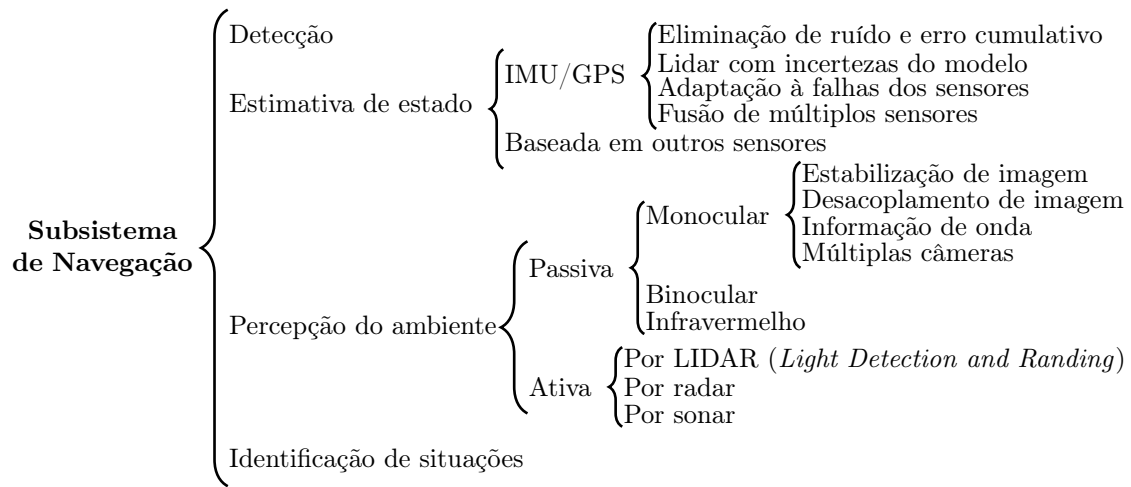 Subsistema
de Navegação
Detecção
Estimativa de estado
IMU/GPS
Eliminação de ruído e erro cumulativo
Lidar com incertezas do modelo
Adaptação à falhas dos sensores
Fusão de múltiplos sensores
Baseada em outros sensores
Percepção do ambiente
Passiva
Monocular
Estabilização de imagem
Desacoplamento de imagem
Informação de onda
Múltiplas câmeras
Binocular
Infravermelho
Ativa
Por LIDAR (Light Detection and Randing)
Por radar
Por sonar
Identificação de situações